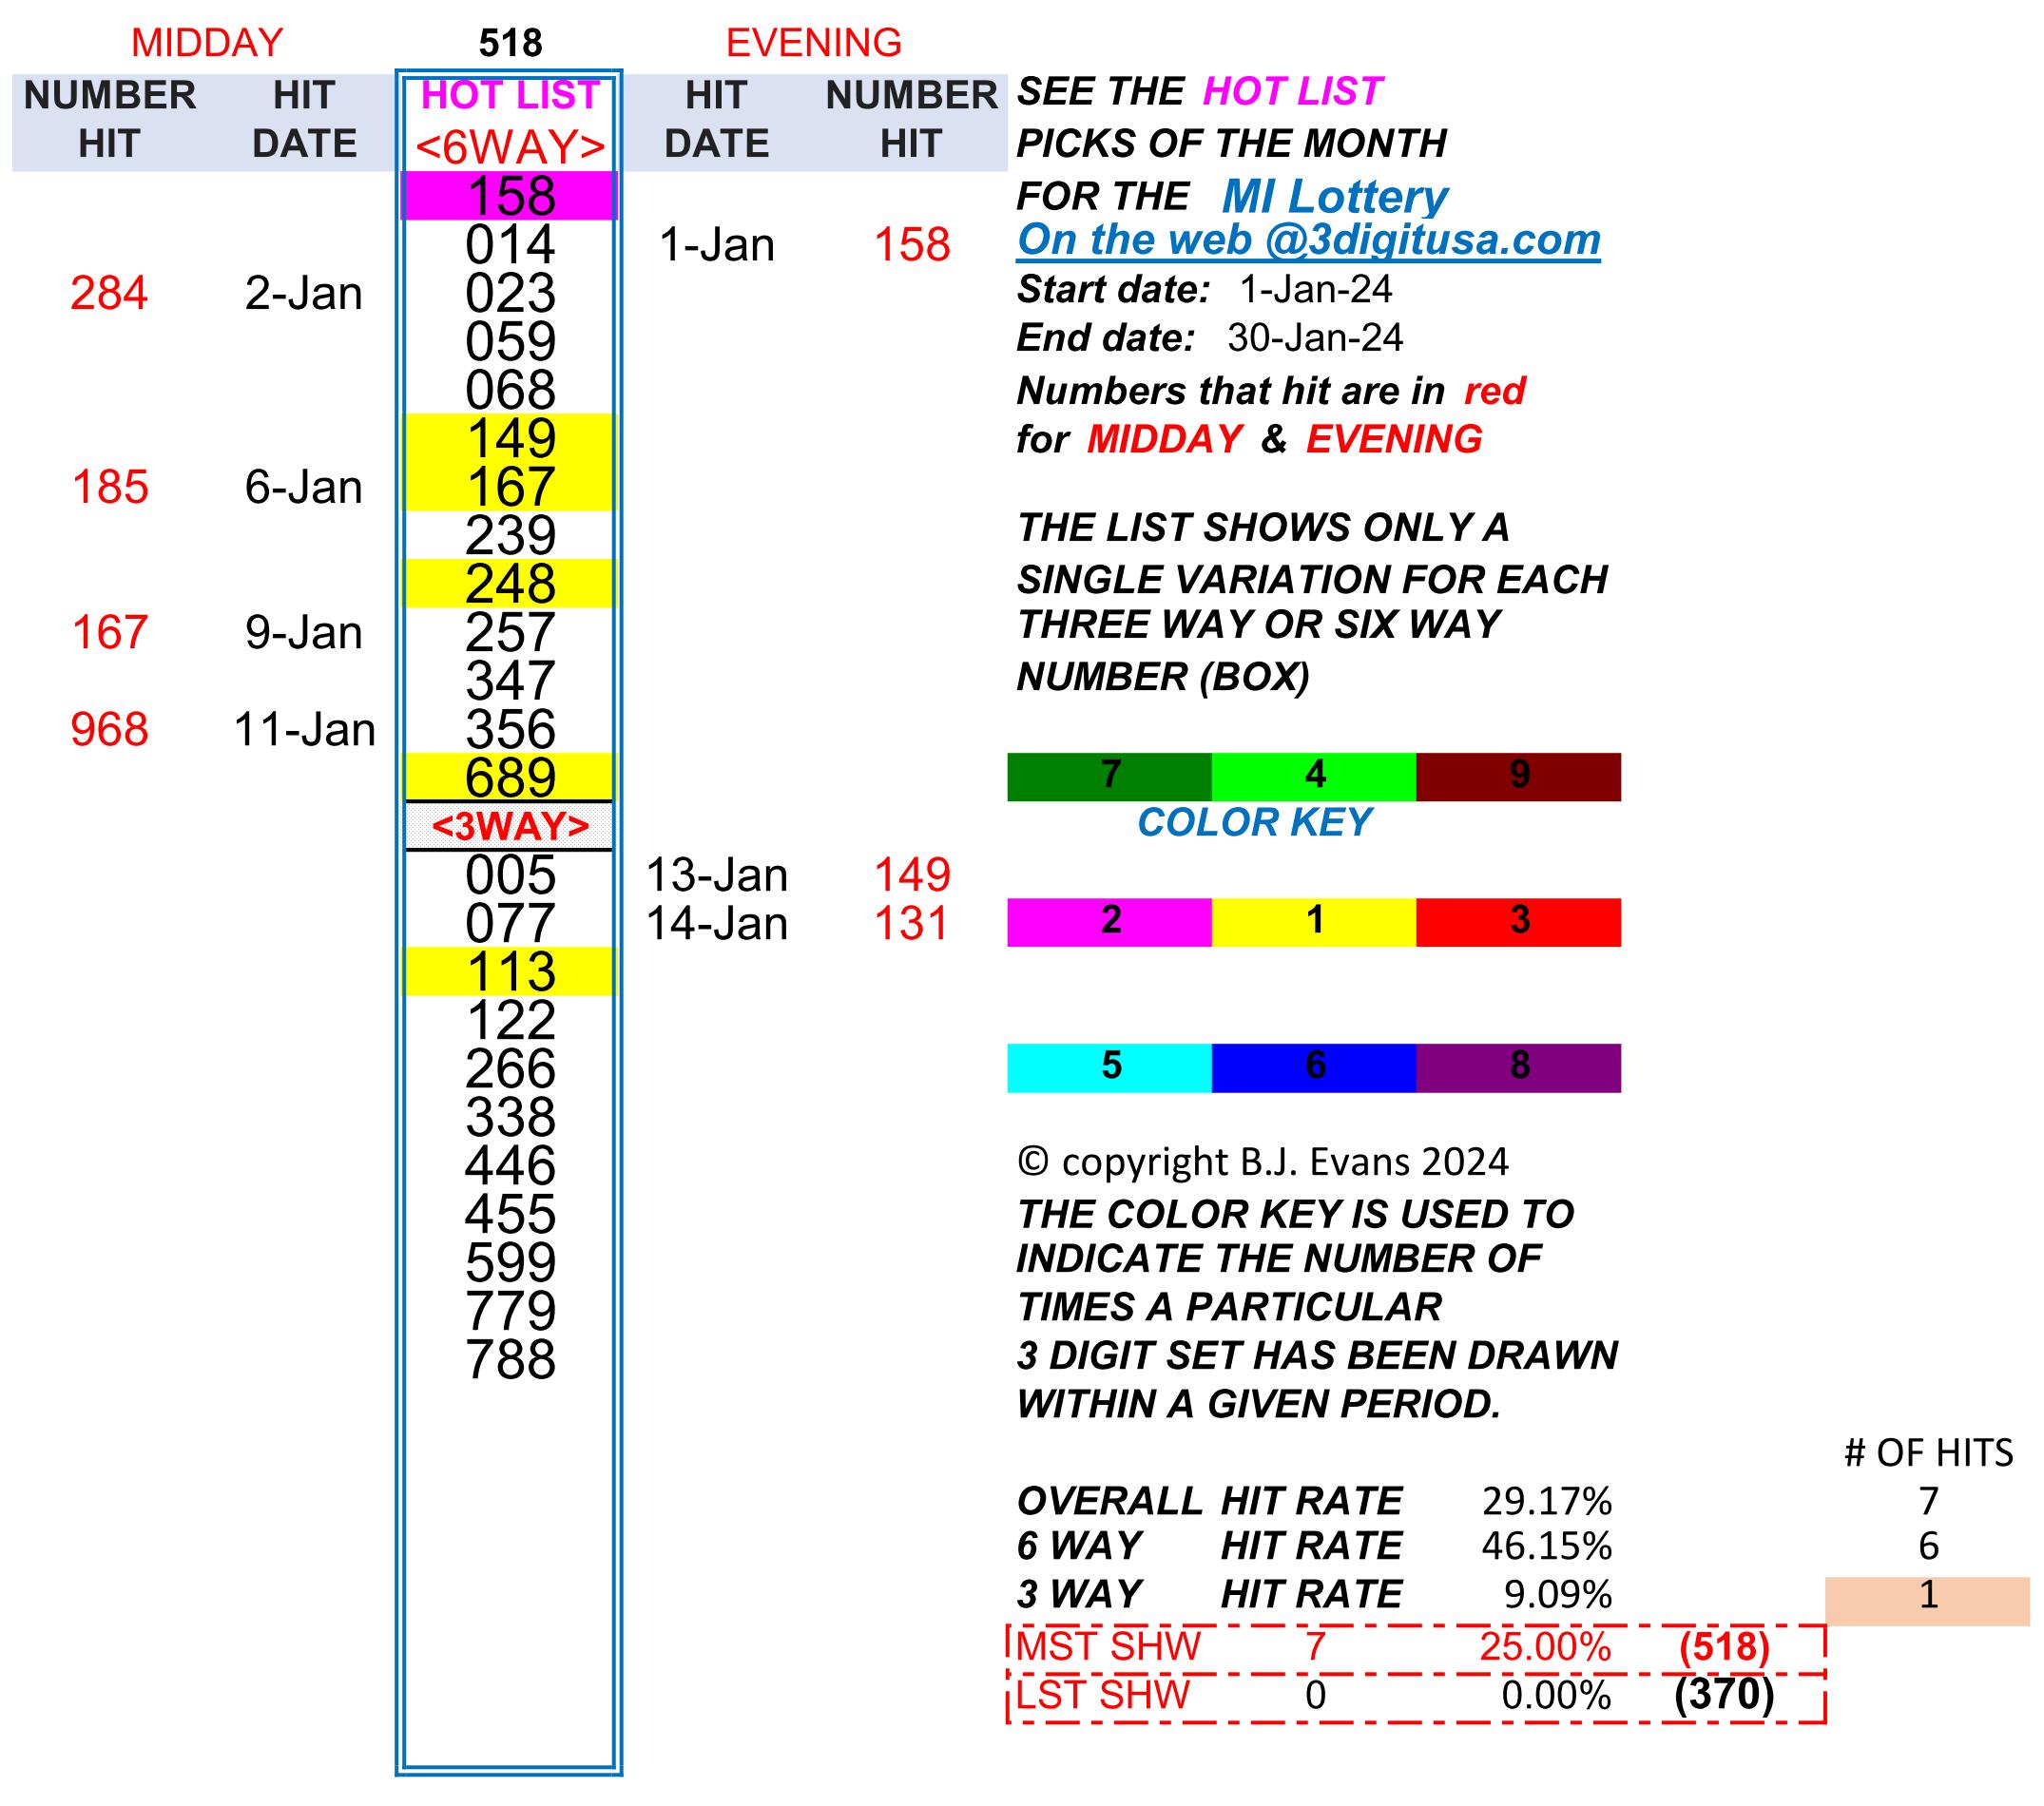 MIDDAY 518 EVENING
NUMBER HIT HOT LIST HIT NUMBER SEE THE HOT LIST
HIT DATE <6WAY> DATE HIT PICKS OF THE MONTH
158 FOR THE MI Lottery
014 1-Jan 158 On the web @3digitusa.com
284 2-Jan 023 Start date: 1-Jan-24
059 End date: 30-Jan-24
068 Numbers that hit are in red
149 for MIDDAY & EVENING
185 6-Jan 167
239 THE LIST SHOWS ONLY A
248 SINGLE VARIATION FOR EACH
167 9-Jan 257 THREE WAY OR SIX WAY
347 NUMBER (BOX)
968 11-Jan 356
689 7 4 9
<3WAY> COLOR KEY
005 13-Jan 149
077 14-Jan 131 2 1 3
113
122
266 5 6 8
338
446 © copyright B.J. Evans 2024
455 THE COLOR KEY IS USED TO
599 INDICATE THE NUMBER OF
779 TIMES A PARTICULAR
788 3 DIGIT SET HAS BEEN DRAWN
WITHIN A GIVEN PERIOD.
# OF HITS
OVERALL HIT RATE 29.17% 7
6 WAY HIT RATE 46.15% 6
3 WAY HIT RATE 9.09% 1
MST SHW 7 25.00% (518)
LST SHW 0 0.00% (370)